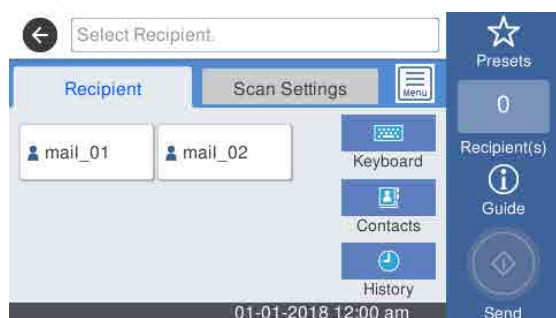 Select Recipient.
Presets
Recipient
Scan Settings
Menu
0
Recipient(s)
mail_01
mail_02
Keyboard
Guide
Contacts
History
01-01-2018 12:00 am
Send